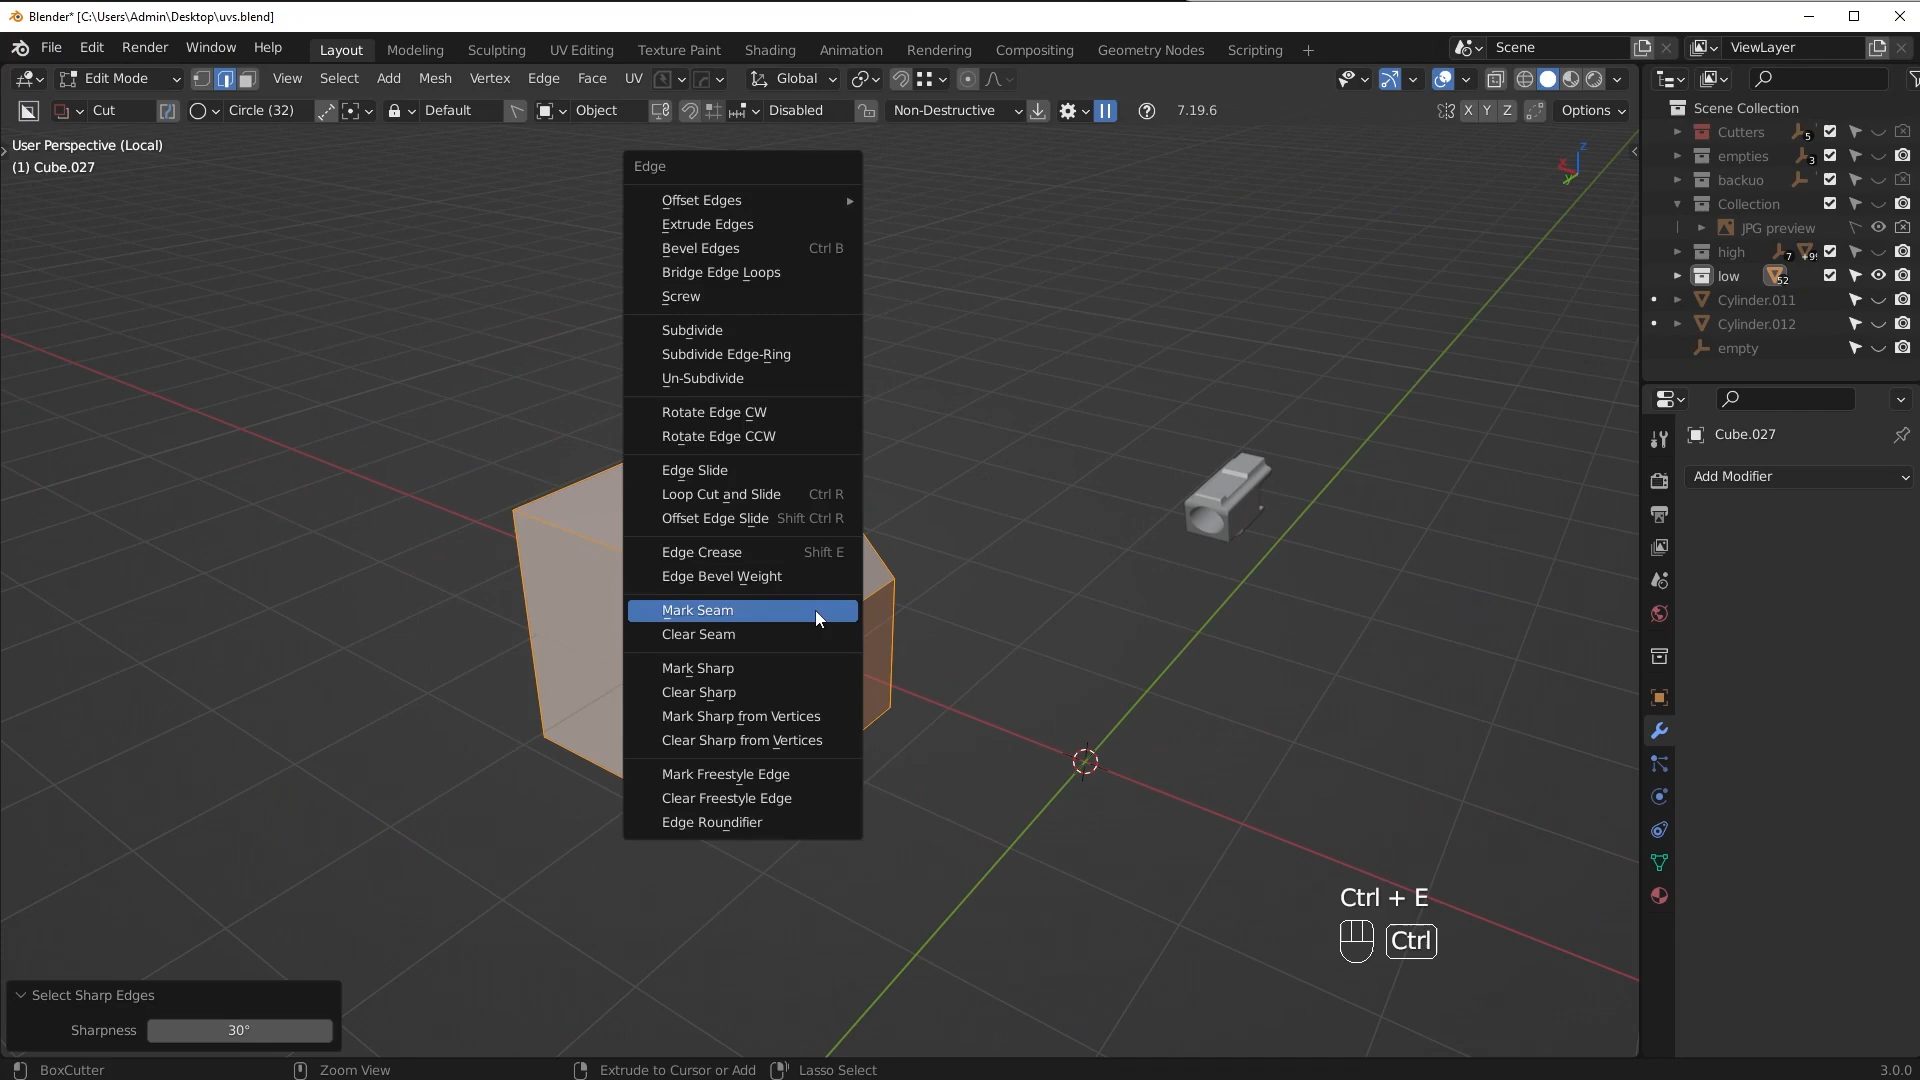 Blender* [C:\Users\Admin\Desktop\uvs.blend]
File Edit Render Window Help Layout Modeling Sculpting UV Editing Texture Paint Shading Animation Rendering Compositing Geometry Nodes Scripting + Scene ViewLayer
Edit Mode View Select Add Mesh Vertex Edge Face UV Global
Cut Circle (32) Default Object Disabled Non-Destructive 7.19.6 X Y Z Options
User Perspective (Local)
(1) Cube.027
Z
X
Y
Edge
Offset Edges
Extrude Edges
Bevel Edges Ctrl B
Bridge Edge Loops
Screw
Subdivide
Subdivide Edge-Ring
Un-Subdivide
Rotate Edge CW
Rotate Edge CCW
Edge Slide
Loop Cut and Slide Ctrl R
Offset Edge Slide Shift Ctrl R
Edge Crease Shift E
Edge Bevel Weight
Mark Seam
Clear Seam
Mark Sharp
Clear Sharp
Mark Sharp from Vertices
Clear Sharp from Vertices
Mark Freestyle Edge
Clear Freestyle Edge
Edge Roundifier
Scene Collection
Cutters 5
empties 3
backuo
Collection
JPG preview
high 7
low 52
Cylinder.011
Cylinder.012
empty
Cube.027
Add Modifier
Ctrl + E
Ctrl
Select Sharp Edges
Sharpness 30°
BoxCutter Zoom View Extrude to Cursor or Add Lasso Select 3.0.0